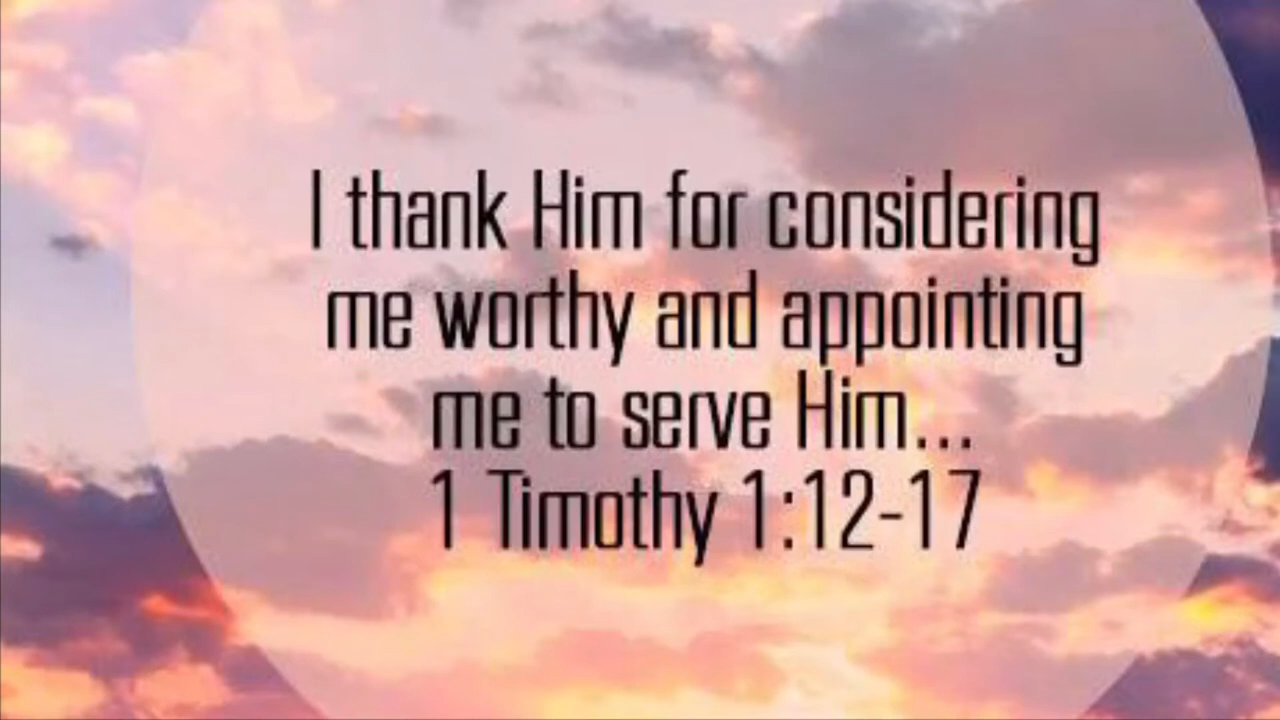 I thank Him for considering
me worthy and appointing
me to serve Him...
1 Timothy 1:12-17